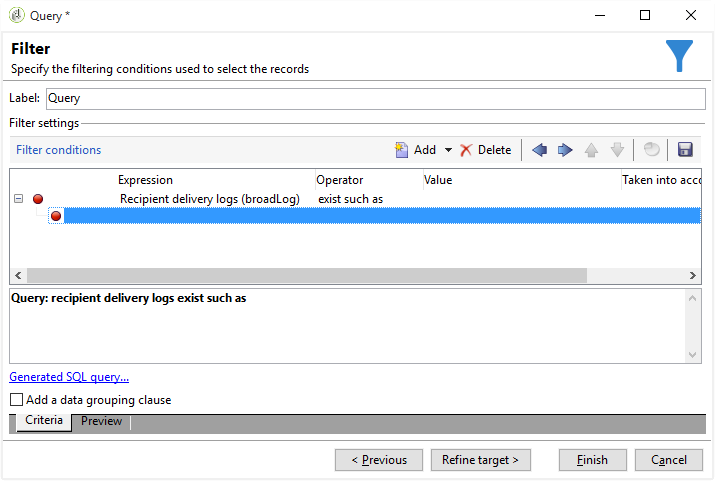 Query *
Filter
Specify the filtering conditions used to select the records
Label: Query
Filter settings
Filter conditions Add Delete
Expression Operator Value Taken into acco
Recipient delivery logs (broadLog) exist such as
Query: recipient delivery logs exist such as
Generated SQL query...
Add a data grouping clause
Criteria Preview
< Previous Refine target > Finish Cancel